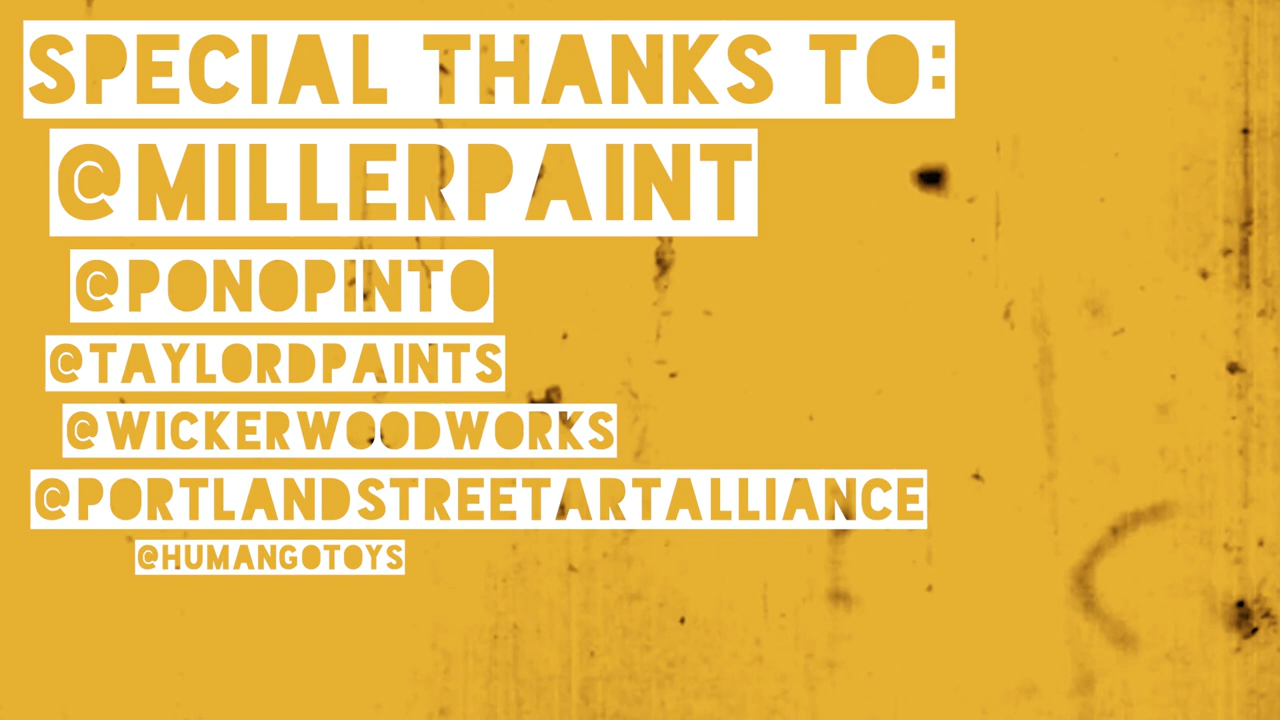 SPECIAL THANKS TO:
@MILLERPAINT
@PONOPINTO
@TAYLORDPAINTS
@WICKERWOODWORKS
@PORTLANDSTREETARTALLIANCE
@HUMANGOTOYS